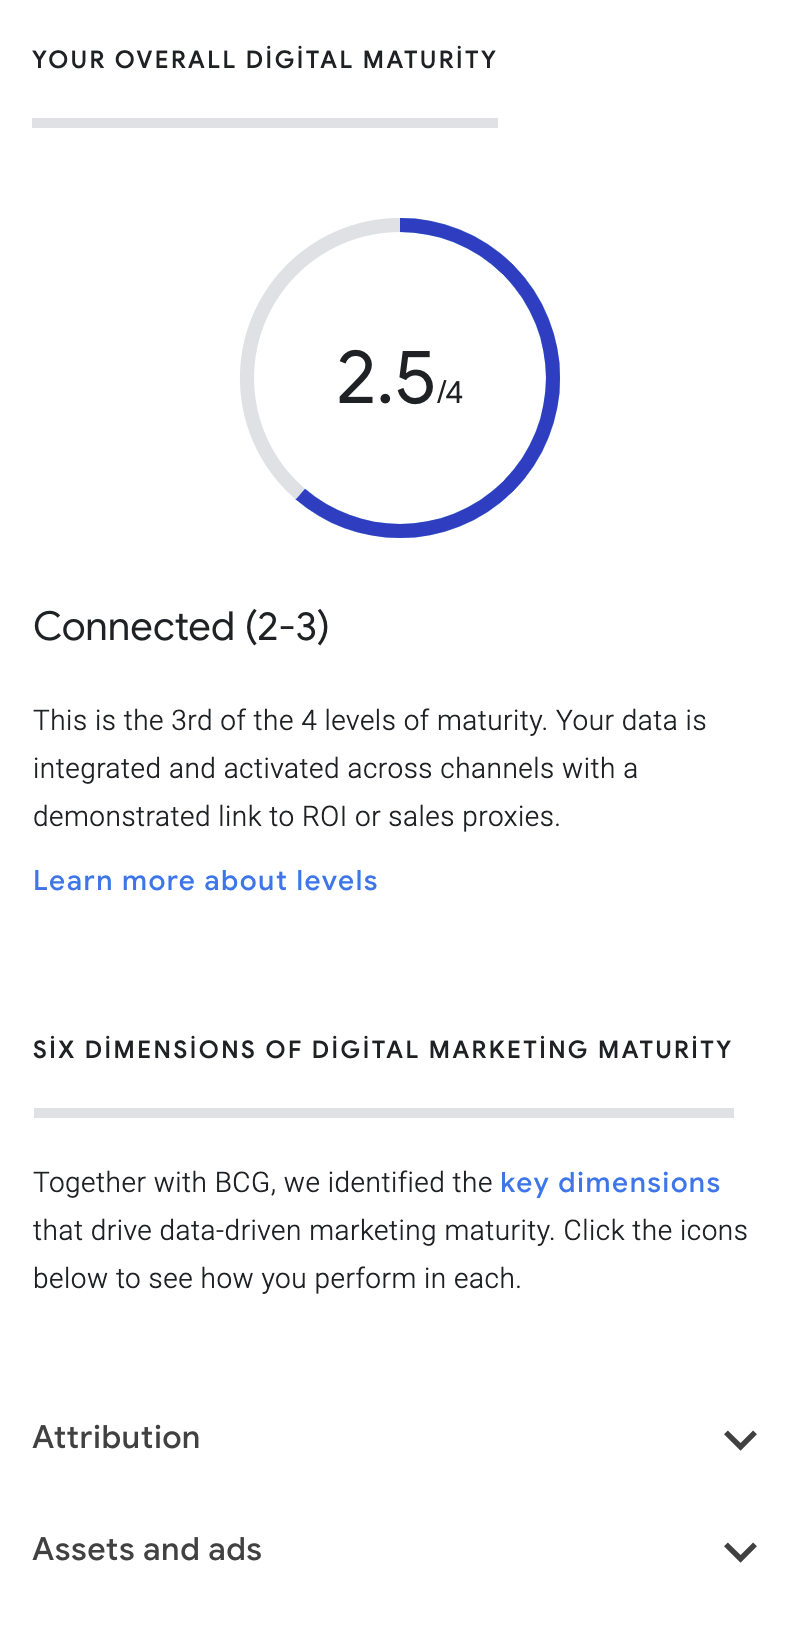 YOUR OVERALL DİGİTAL MATURİTY
2.5/4
Connected (2-3)
This is the 3rd of the 4 levels of maturity. Your data is
integrated and activated across channels with a
demonstrated link to ROI or sales proxies.
Learn more about levels
SİX DİMENSİONS OF DİGİTAL MARKETİNG MATURİTY
Together with BCG, we identified the key dimensions
that drive data-driven marketing maturity. Click the icons
below to see how you perform in each.
Attribution
Assets and ads